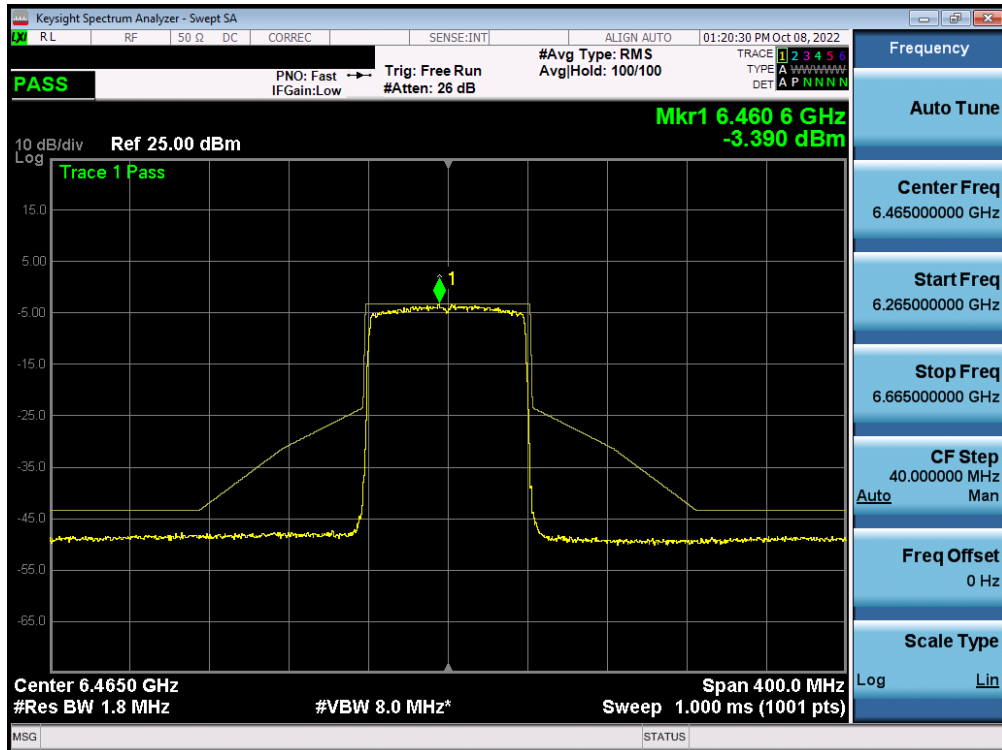 Keysight Spectrum Analyzer - Swept SA
LXI RL RF 50 Ω DC CORREC SENSE:INT ALIGN AUTO 01:20:30 PM Oct 08, 2022
PASS
PNO: Fast
IFGain:Low
Trig: Free Run
#Atten: 26 dB
#Avg Type: RMS
Avg|Hold: 100/100
TRACE 1 2 3 4 5 6
TYPE A WWWWW
DET A P N N N N
Mkr1 6.460 6 GHz
-3.390 dBm
10 dB/div Ref 25.00 dBm
Log
Trace 1 Pass
15.0
5.00
1
-5.00
-15.0
-25.0
-35.0
-45.0
-55.0
-65.0
Center 6.4650 GHz Span 400.0 MHz
#Res BW 1.8 MHz #VBW 8.0 MHz* Sweep 1.000 ms (1001 pts)
MSG STATUS
Frequency
Auto Tune
Center Freq
6.465000000 GHz
Start Freq
6.265000000 GHz
Stop Freq
6.665000000 GHz
CF Step
40.000000 MHz
Auto Man
Freq Offset
0 Hz
Scale Type
Log Lin